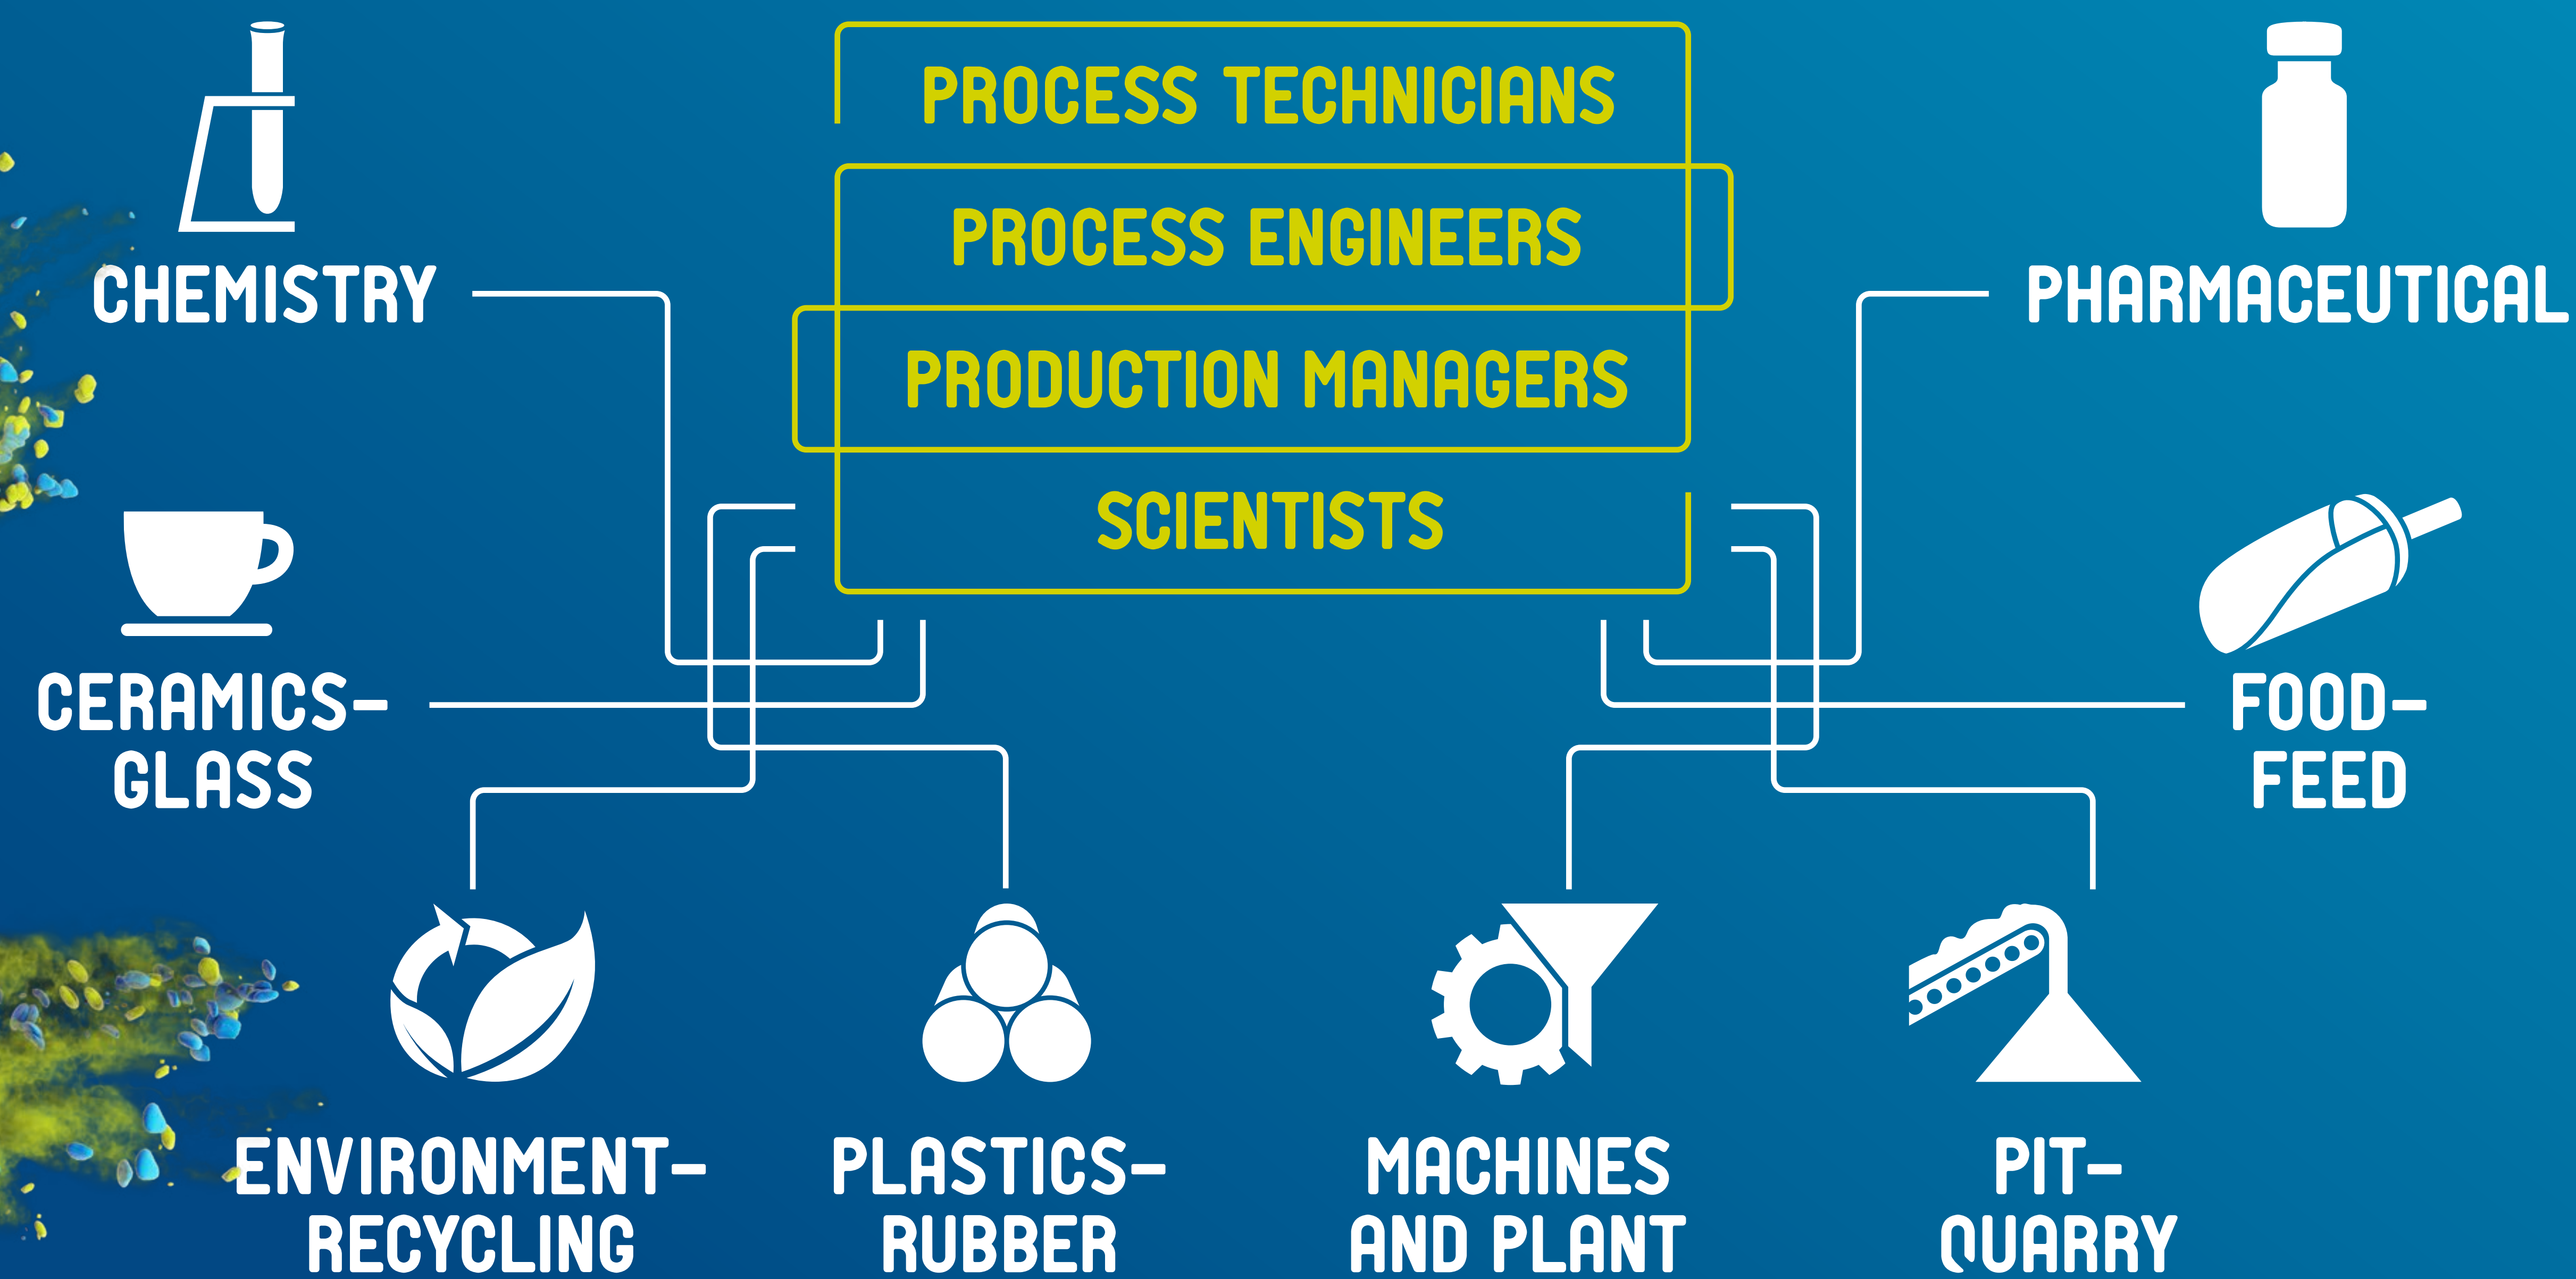 PROCESS TECHNICIANS
PROCESS ENGINEERS
PRODUCTION MANAGERS
SCIENTISTS
CHEMISTRY
PHARMACEUTICAL
CERAMICS-
GLASS
FOOD-
FEED
ENVIRONMENT-
RECYCLING
PLASTICS-
RUBBER
MACHINES
AND PLANT
PIT-
QUARRY